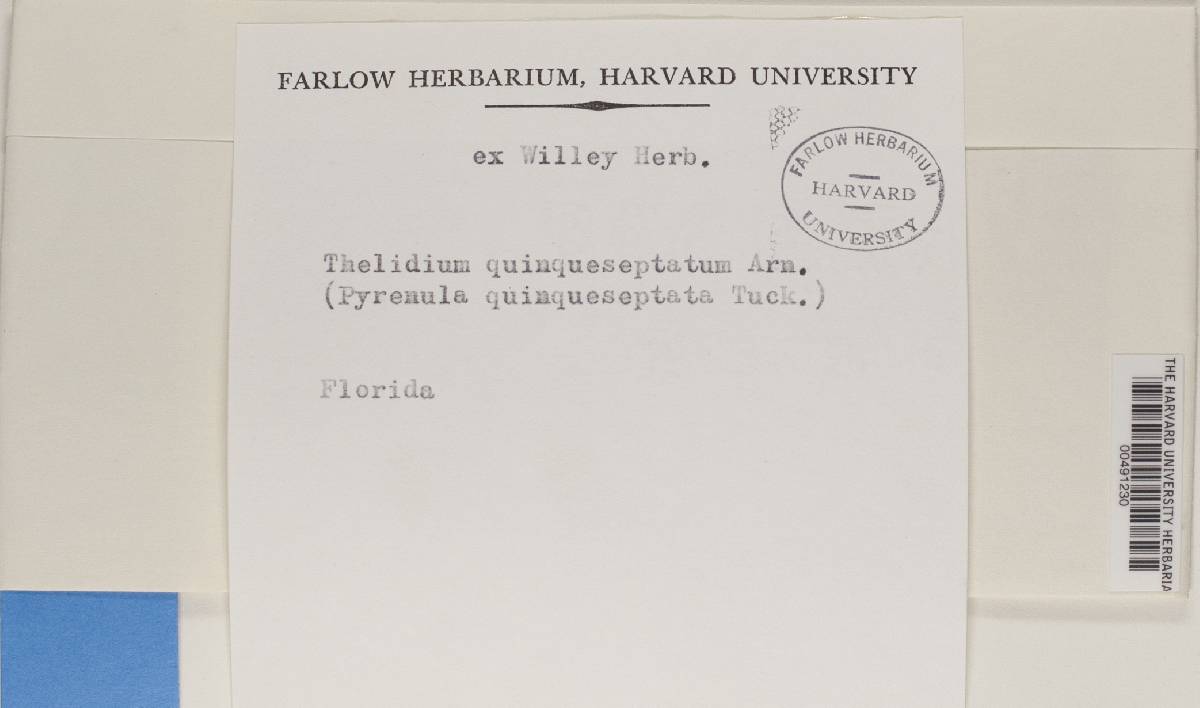 FARLOW HERBARIUM, HARVARD UNIVERSITY
ex Willey Herb.
FARLOW HERBARIUM
HARVARD
UNIVERSITY
Thelidium quinqueseptatum Arn.
(Pyrenula quinqueseptata Tuck.)
Florida
THE HARVARD UNIVERSITY HERBARIA
00491230